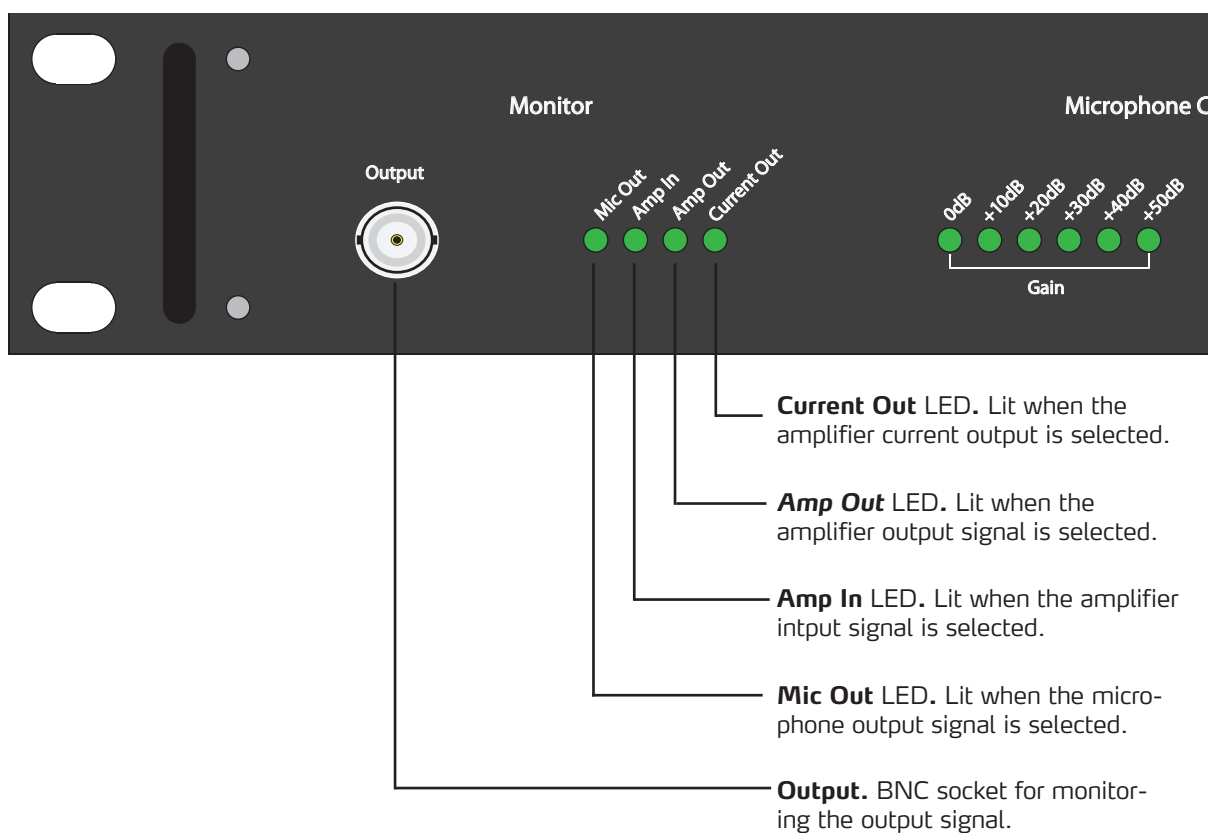 Monitor
Microphone
Output
Mic Out
Amp In
Amp Out
Current Out
0dB
+10dB
+20dB
+30dB
+40dB
+50dB
Gain
Current Out LED. Lit when the
amplifier current output is selected.
Amp Out LED. Lit when the
amplifier output signal is selected.
Amp In LED. Lit when the amplifier
intput signal is selected.
Mic Out LED. Lit when the micro-
phone output signal is selected.
Output. BNC socket for monitor-
ing the output signal.